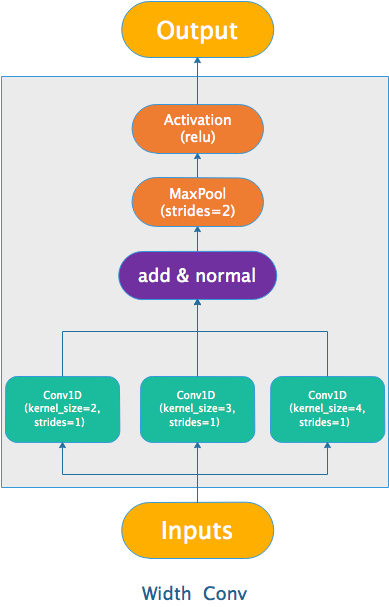 Output
Activation
(relu)
MaxPool
(strides=2)
add & normal
Conv1D
(kernel_size=2,
strides=1)
Conv1D
(kernel_size=3,
strides=1)
Conv1D
(kernel_size=4,
strides=1)
Inputs
Width Conv